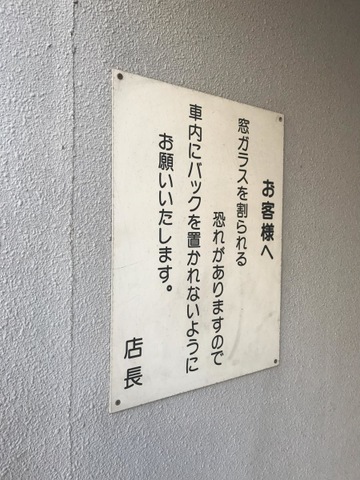 お客様へ
窓ガラスを割られる
恐れがありますので
車内にバックを置かれないように
お願いいたします。
店長